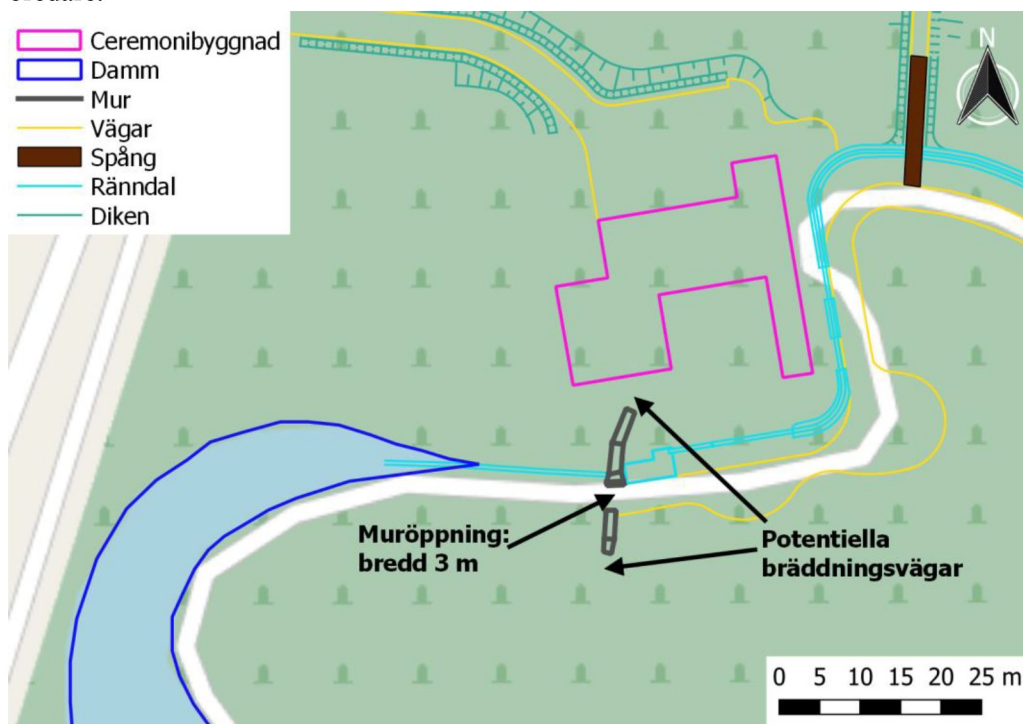 Ceremonibyggnad
Damm
Mur
Vägar
Spång
Ränndal
Diken
N
Muröppning:
bredd 3 m
Potentiella
bräddningsvägar
0 5 10 15 20 25 m